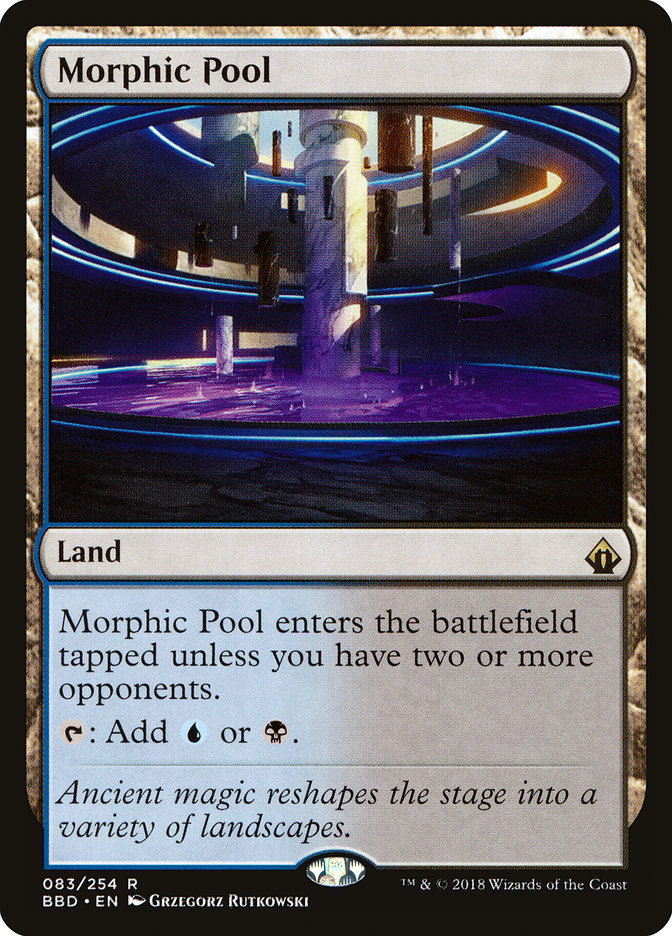 Morphic Pool
Land
Morphic Pool enters the battlefield
tapped unless you have two or more
opponents.
: Add or .
Ancient magic reshapes the stage into a
variety of landscapes.
083/254 R
™ & © 2018 Wizards of the Coast
BBD • EN Grzegorz Rutkowski